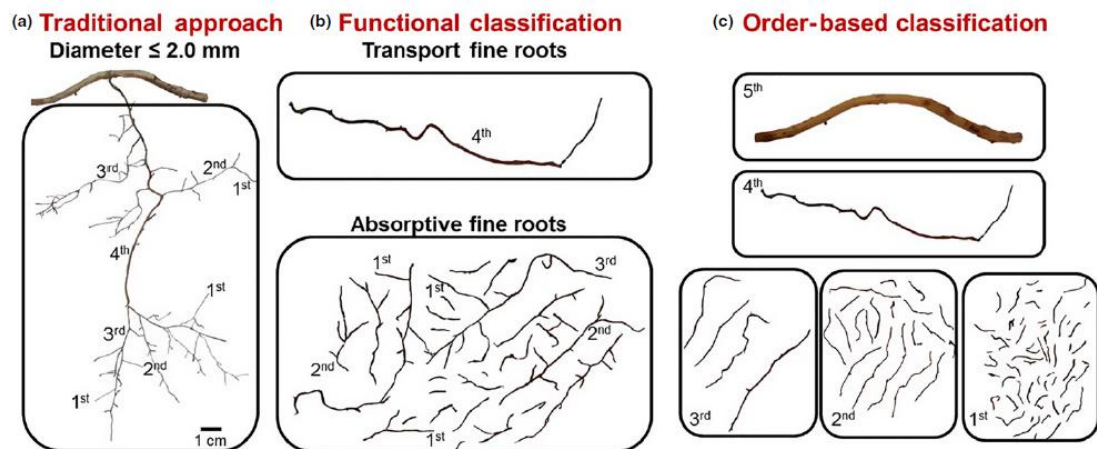 (a) Traditional approach
Diameter ≤ 2.0 mm
3rd
2nd
1st
4th
1st
3rd
2nd
1st
1 cm
(b) Functional classification
Transport fine roots
4th
Absorptive fine roots
1st
1st
3rd
2nd
2nd
1st
(c) Order-based classification
5th
4th
3rd
2nd
1st